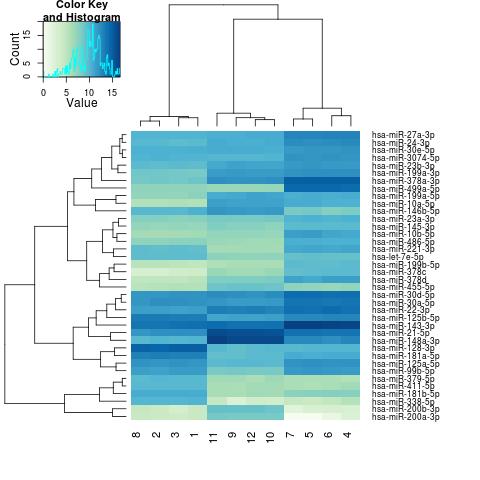 Color Key
and Histogram
Count
0 5 15
0 5 10 15
Value
hsa-miR-27a-3p
hsa-miR-24-3p
hsa-miR-30e-5p
hsa-miR-3074-5p
hsa-miR-23b-3p
hsa-miR-199a-3p
hsa-miR-378a-3p
hsa-miR-499a-5p
hsa-miR-199a-5p
hsa-miR-10a-5p
hsa-miR-146b-5p
hsa-miR-23a-3p
hsa-miR-145-3p
hsa-miR-10b-5p
hsa-miR-486-5p
hsa-miR-221-3p
hsa-let-7e-5p
hsa-miR-199b-5p
hsa-miR-378c
hsa-miR-378d
hsa-miR-455-5p
hsa-miR-30d-5p
hsa-miR-30a-5p
hsa-miR-22-3p
hsa-miR-125b-5p
hsa-miR-143-3p
hsa-miR-21-5p
hsa-miR-148a-3p
hsa-miR-128-3p
hsa-miR-181a-5p
hsa-miR-125a-5p
hsa-miR-99b-5p
hsa-miR-379-5p
hsa-miR-411-5p
hsa-miR-181b-5p
hsa-miR-338-5p
hsa-miR-200b-3p
hsa-miR-200a-3p
8 2 3 1 11 9 12 10 7 5 6 4